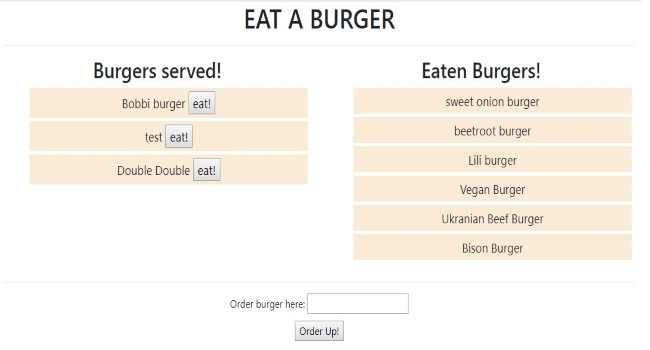 EAT A BURGER
Burgers served!
Bobbi burger eat!
test eat!
Double Double eat!
Eaten Burgers!
sweet onion burger
beetroot burger
Lili burger
Vegan Burger
Ukranian Beef Burger
Bison Burger
Order burger here:
Order Up!